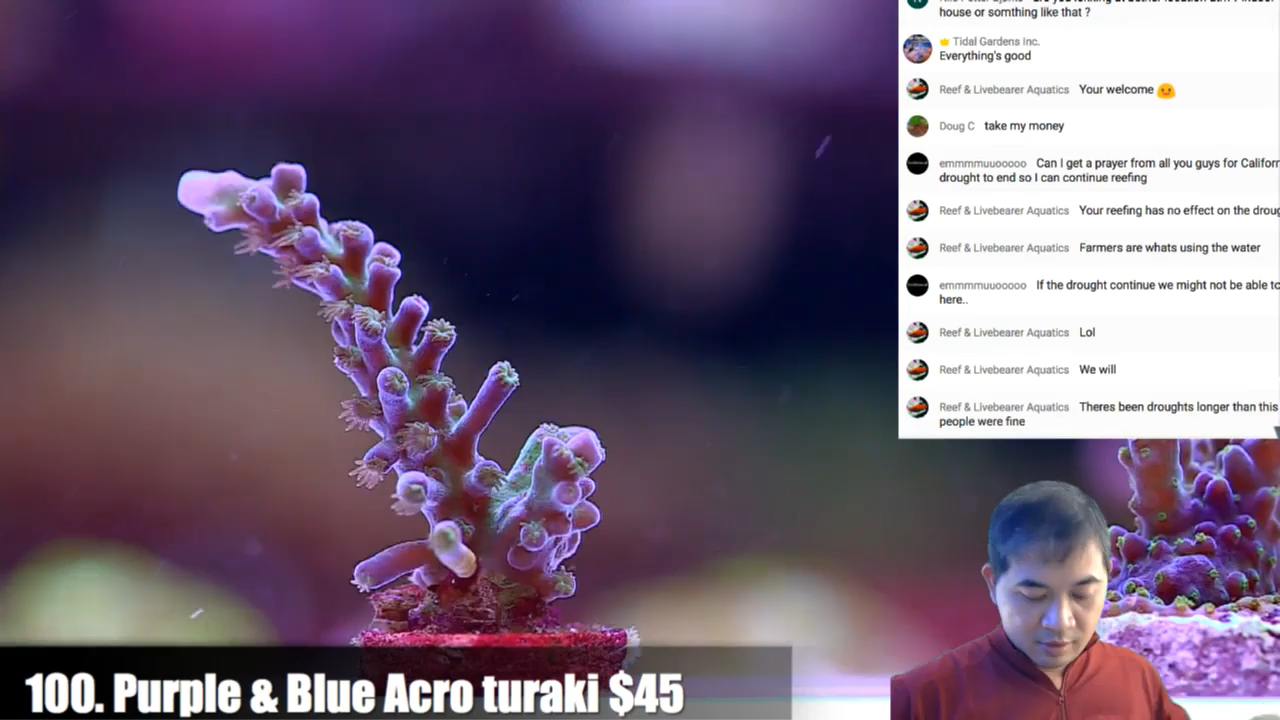 house or somthing like that ?
Tidal Gardens Inc.
Everything's good
Reef & Livebearer Aquatics Your welcome
Doug C take my money
emmmmuuooooo Can I get a prayer from all you guys for
drought to end so I can continue reefing
Reef & Livebearer Aquatics Your reefing has no effect on the
Reef & Livebearer Aquatics Farmers are whats using the water
emmmmuuooooo If the drought continue we might not be able to
here..
Reef & Livebearer Aquatics Lol
Reef & Livebearer Aquatics We will
Reef & Livebearer Aquatics Theres been droughts longer than this
people were fine
100. Purple & Blue Acro turaki $45